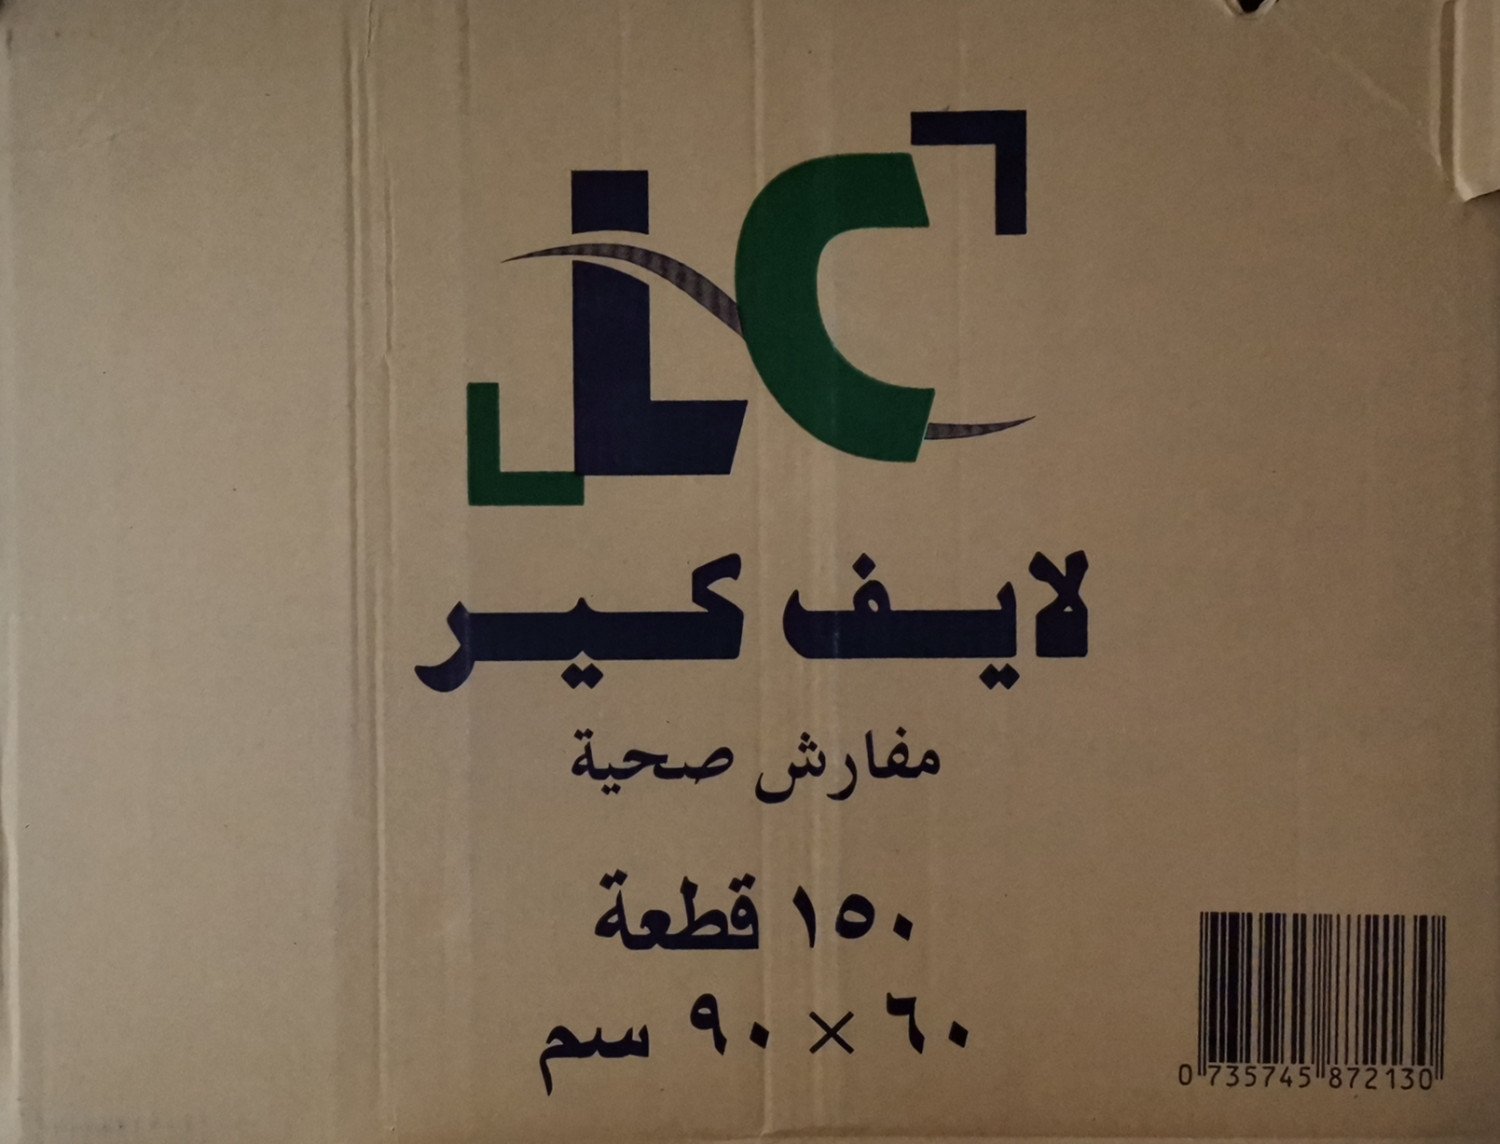 LC
لايف كير
مفارش صحية
١٥٠ قطعة
٦٠ × ٩٠ سم
0 735745 872130